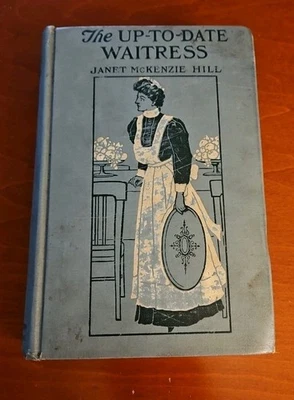 The UP-TO-DATE
WAITRESS
JANET McKENZIE HILL